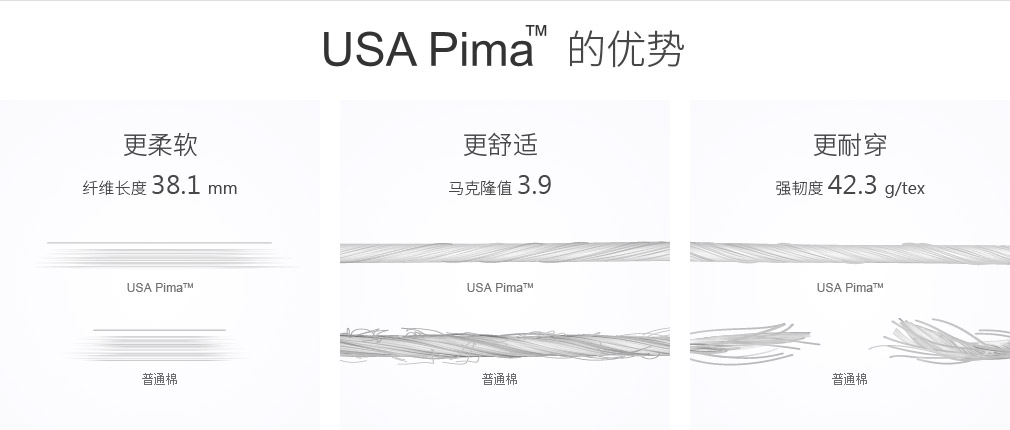 USA Pima™ 的优势
更柔软
纤维长度 38.1 mm
USA Pima™
普通棉
更舒适
马克隆值 3.9
USA Pima™
普通棉
更耐穿
强韧度 42.3 g/tex
USA Pima™
普通棉